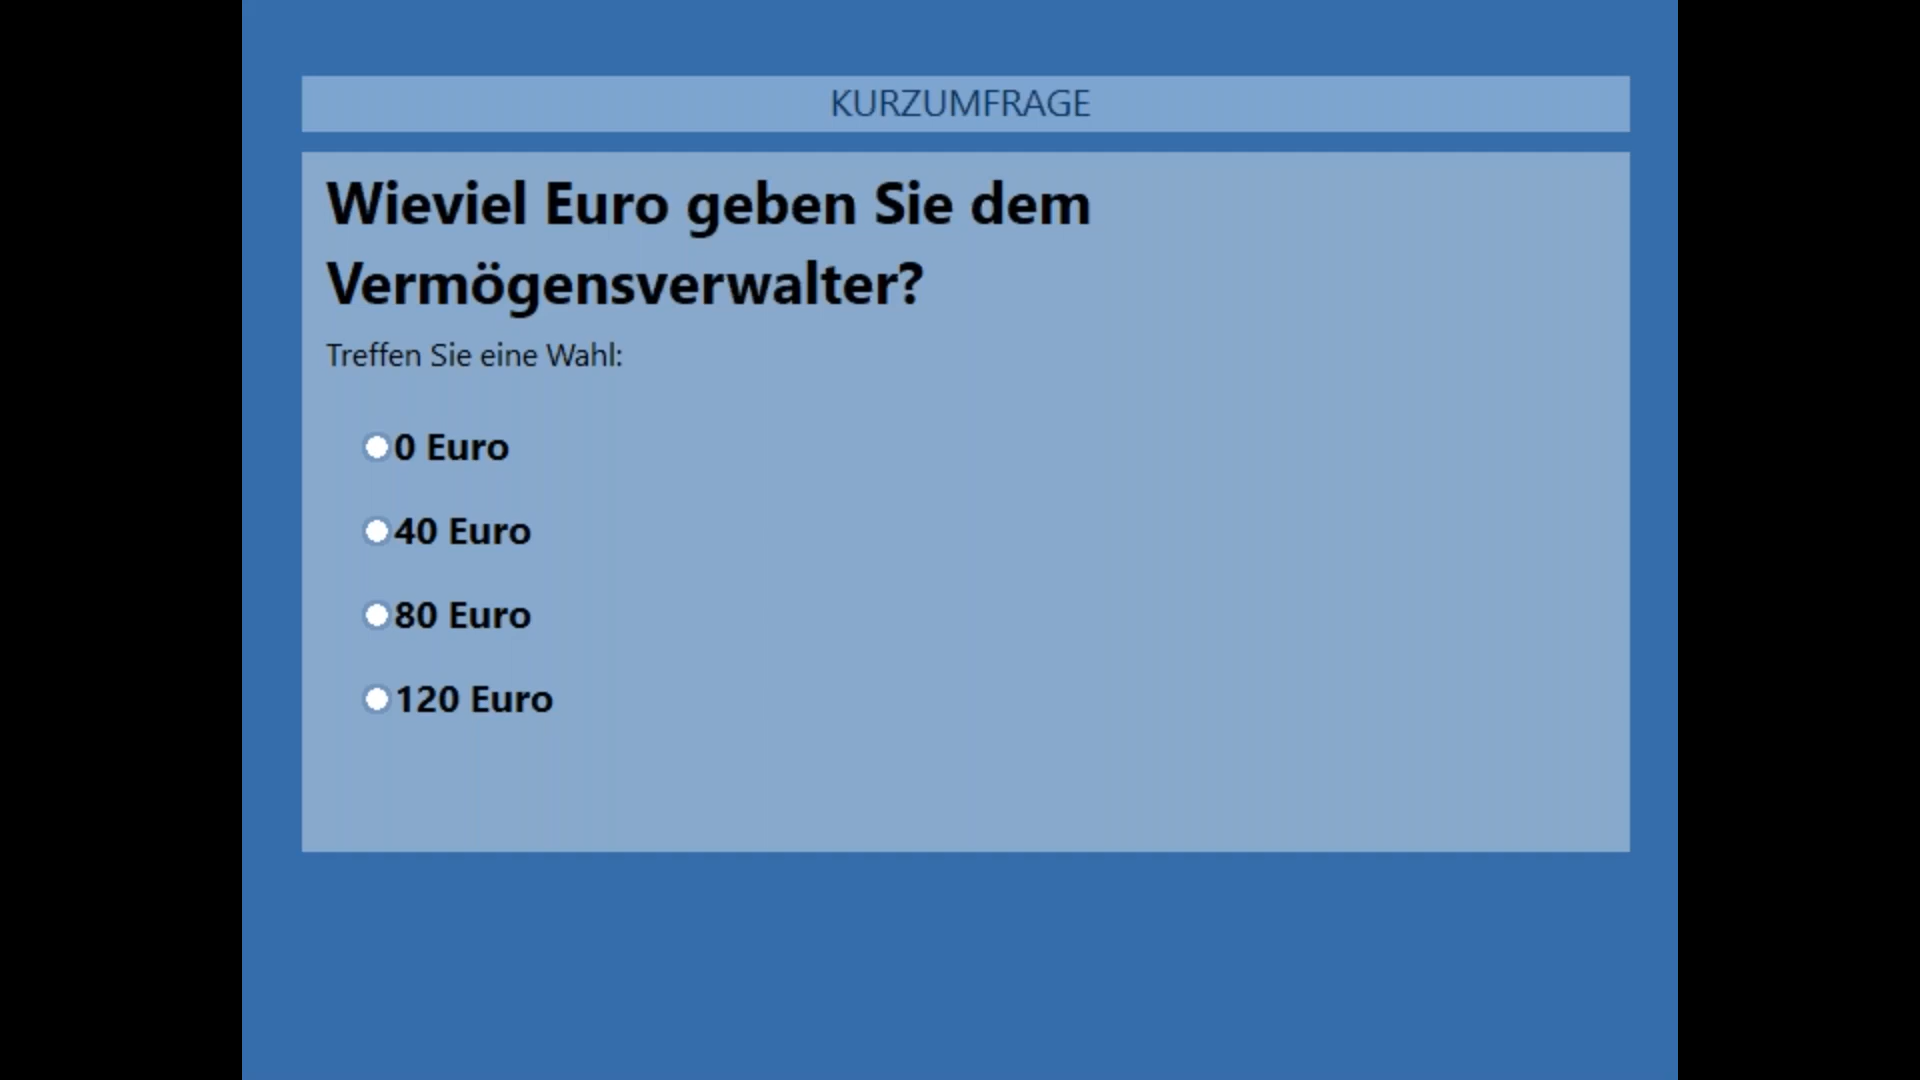 KURZUMFRAGE
Wieviel Euro geben Sie dem
Vermögensverwalter?
Treffen Sie eine Wahl:
0 Euro
40 Euro
80 Euro
120 Euro